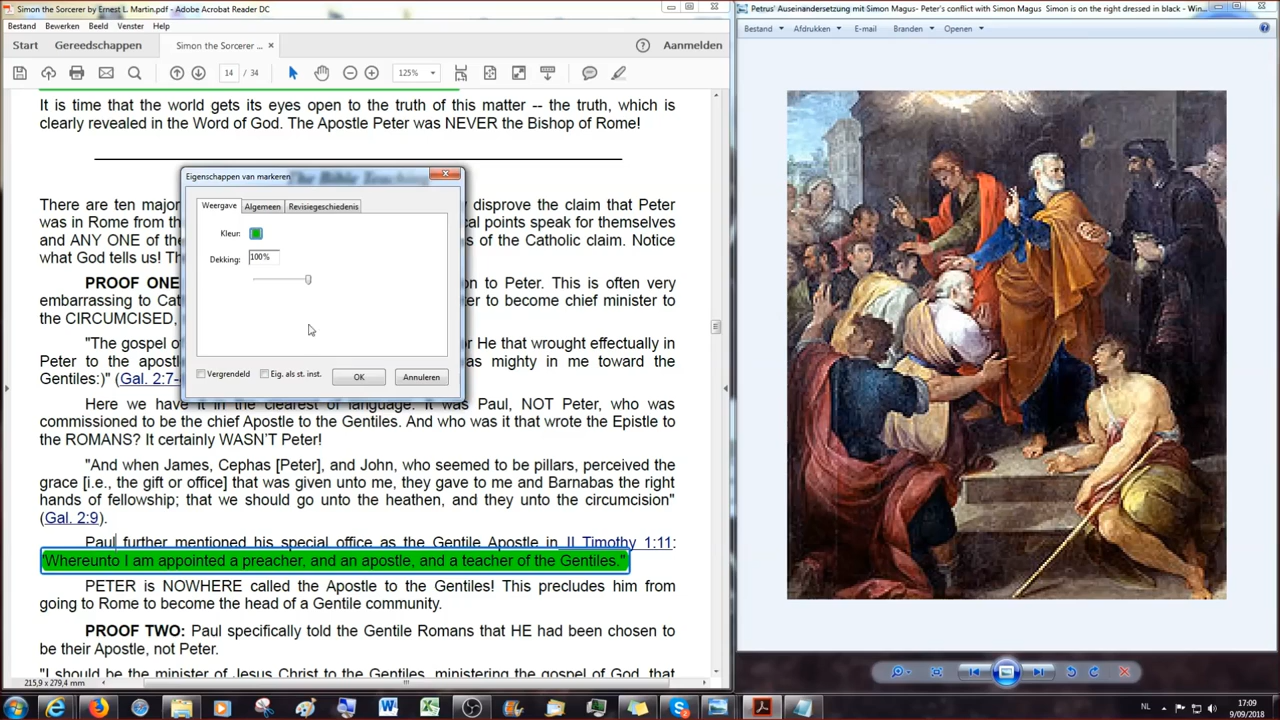 Simon the Sorcerer by Ernest L. Martin.pdf - Adobe Acrobat Reader DC
Bestand Bewerken Beeld Venster Help
Start Gereedschappen Simon the Sorcerer ... × Aanmelden
14 / 34 125%
It is time that the world gets its eyes open to the truth of this matter -- the truth, which is
clearly revealed in the Word of God. The Apostle Peter was NEVER the Bishop of Rome!
The Bible Teaching
There are ten major
disprove the claim that Peter
was in Rome from the
cal points speak for themselves
and ANY ONE of the
s of the Catholic claim. Notice
what God tells us! Th
PROOF ONE
on to Peter. This is often very
embarrassing to Cat
ter to become chief minister to
the CIRCUMCISED,
"The gospel of
or He that wrought effectually in
Peter to the apostl
as mighty in me toward the
Gentiles:)" (Gal. 2:7-
Eigenschappen van markeren
Weergave Algemeen Revisiegeschiedenis
Kleur:
Dekking: 100%
Vergrendeld Eig. als st. inst. OK Annuleren
Here we have it in the clearest of language. It was Paul, NOT Peter, who was
commissioned to be the chief Apostle to the Gentiles. And who was it that wrote the Epistle to
the ROMANS? It certainly WASN'T Peter!
"And when James, Cephas [Peter], and John, who seemed to be pillars, perceived the
grace [i.e., the gift or office] that was given unto me, they gave to me and Barnabas the right
hands of fellowship; that we should go unto the heathen, and they unto the circumcision"
(Gal. 2:9).
Paul further mentioned his special office as the Gentile Apostle in II Timothy 1:11:
"Whereunto I am appointed a preacher, and an apostle, and a teacher of the Gentiles."
PETER is NOWHERE called the Apostle to the Gentiles! This precludes him from
going to Rome to become the head of a Gentile community.
PROOF TWO: Paul specifically told the Gentile Romans that HE had been chosen to
be their Apostle, not Peter.
"I should be the minister of Jesus Christ to the Gentiles, ministering the gospel of God, that
215,9 x 279,4 mm
Petrus' Auseinandersetzung mit Simon Magus- Peter's conflict with Simon Magus Simon is on the right dressed in black - Win...
Bestand Afdrukken E-mail Branden Openen
NL
17:09
9/09/2018